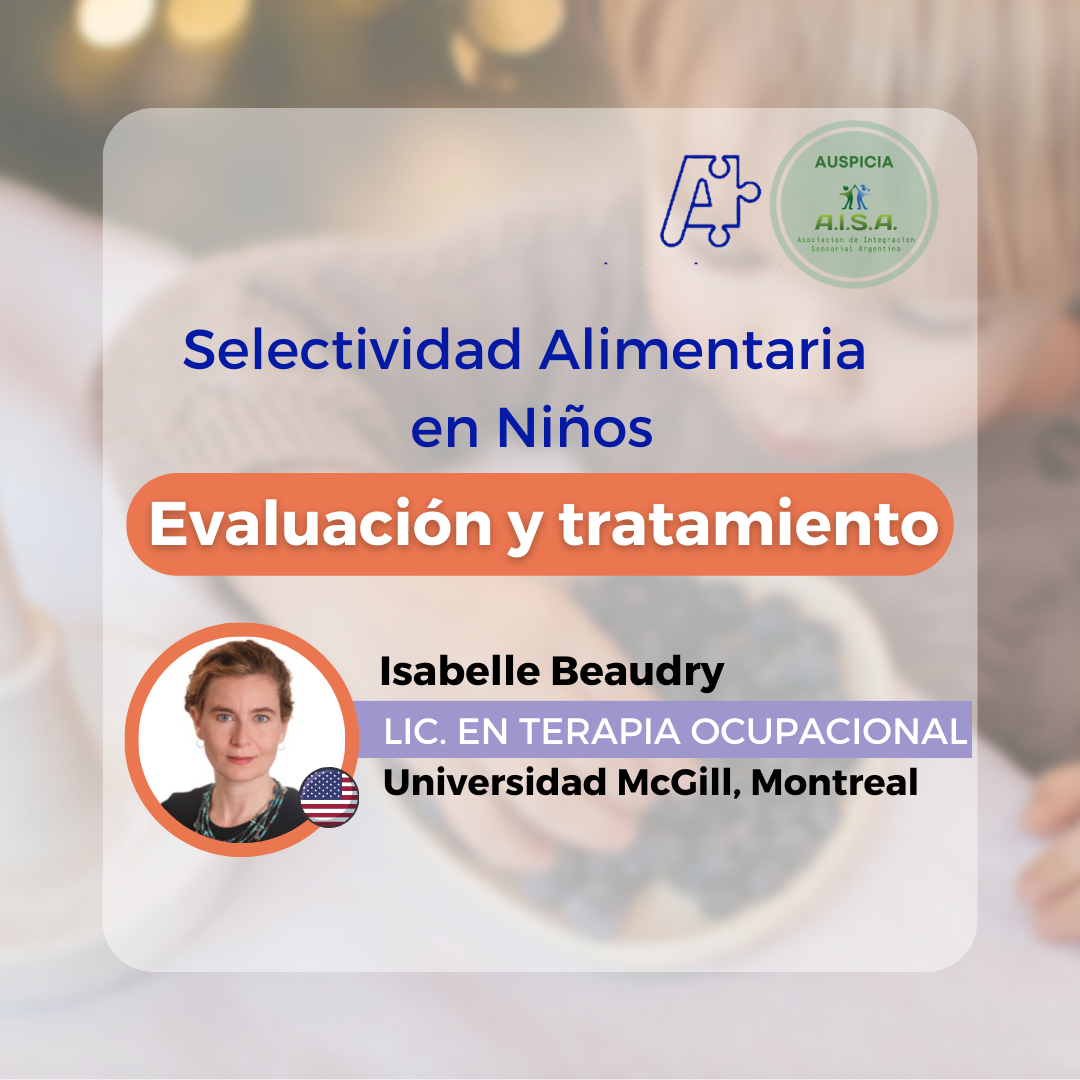 AUSPICIA
A.I.S.A.
Asociacion de Integracion
Sensorial Argentina
Selectividad Alimentaria
en Niños
Evaluación y tratamiento
Isabelle Beaudry
LIC. EN TERAPIA OCUPACIONAL
Universidad McGill, Montreal